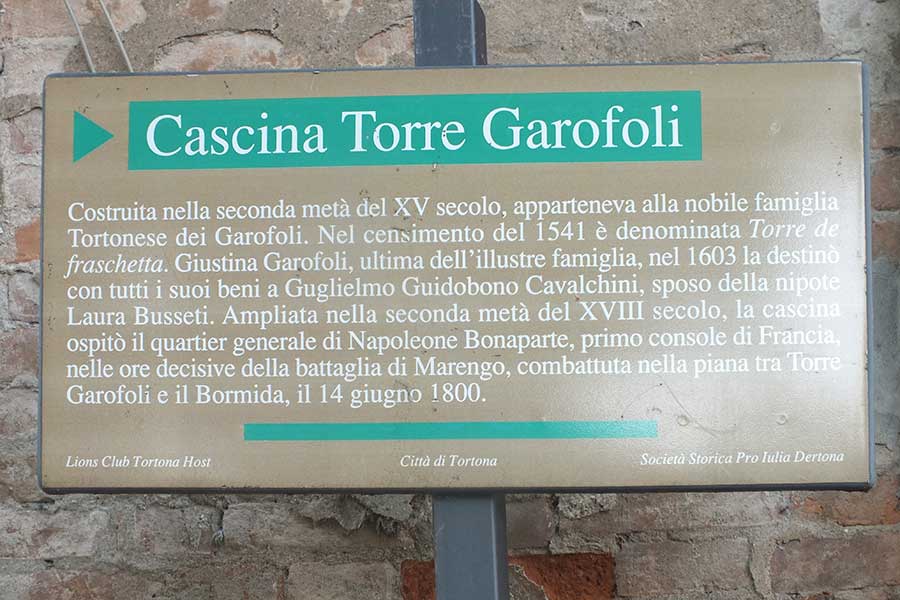 Cascina Torre Garofoli
Costruita nella seconda metà del XV secolo, apparteneva alla nobile famiglia
Tortonese dei Garofoli. Nel censimento del 1541 è denominata Torre de
fraschetta. Giustina Garofoli, ultima dell'illustre famiglia, nel 1603 la destinò
con tutti i suoi beni a Guglielmo Guidobono Cavalchini, sposo della nipote
Laura Busseti. Ampliata nella seconda metà del XVIII secolo, la cascina
ospitò il quartier generale di Napoleone Bonaparte, primo console di Francia,
nelle ore decisive della battaglia di Marengo, combattuta nella piana tra Torre
Garofoli e il Bormida, il 14 giugno 1800.
Lions Club Tortona Host Città di Tortona Società Storica Pro Iulia Dertona